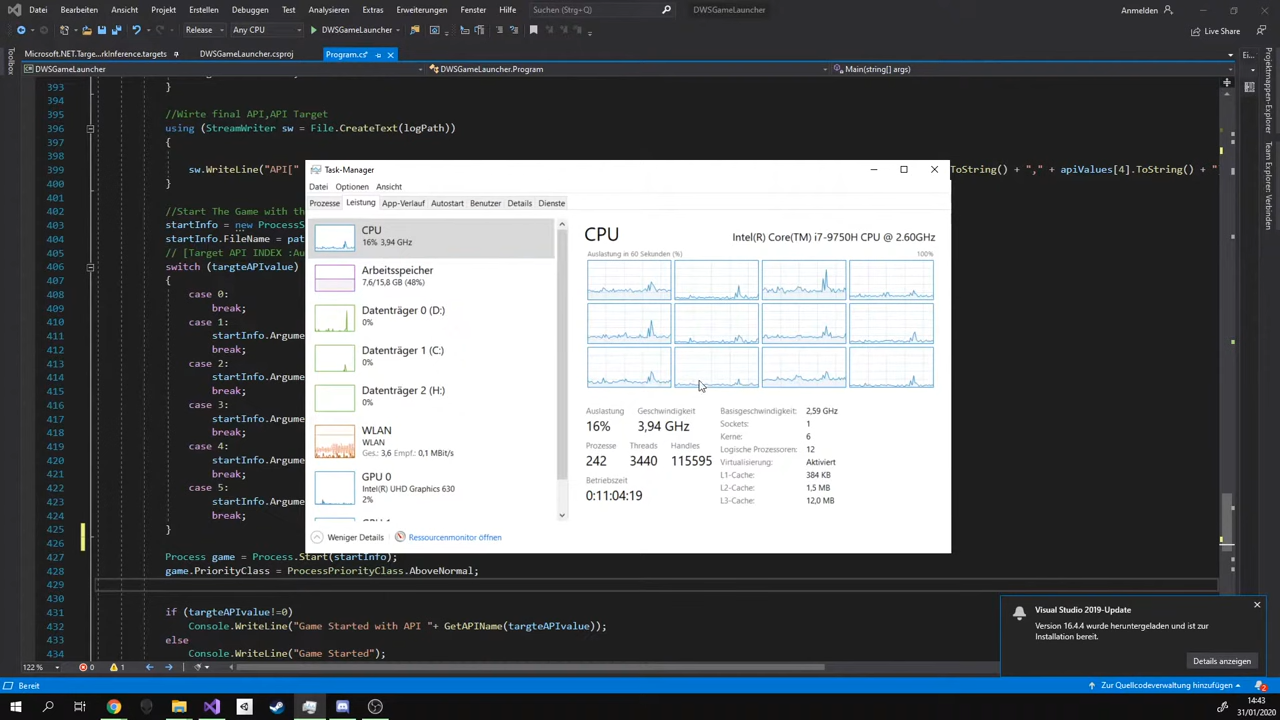 Datei Bearbeiten Ansicht Projekt Erstellen Debuggen Test Analysieren Extras Erweiterungen Fenster Hilfe Suchen (Strg+Q) DWSGameLauncher Anmelden
Release Any CPU DWSGameLauncher Live Share
Toolbox
Microsoft.NET.Targe...rkInference.targets DWSGameLauncher.csproj Program.cs Ei...
DWSGameLauncher DWSGameLauncher.Program Main(string[] args)
Projektmappen-Explorer Team Explorer – Verbindung
393 }
394
395 //Wirte final API,API Target
396 using (StreamWriter sw = File.CreateText(logPath))
397 {
398
399 sw.WriteLine("API[" ToString() + "," + apiValues[4].ToString() + "
400 }
401
402 //Start The Game with th
403 startInfo = new ProcessS
404 startInfo.FileName = pat
405 // [Target API INDEX :Au
406 switch (targteAPIvalue)
407 {
408 case 0:
409 break;
410 case 1:
411 startInfo.Argume
412 break;
413 case 2:
414 startInfo.Argume
415 break;
416 case 3:
417 startInfo.Argume
418 break;
419 case 4:
420 startInfo.Argume
421 break;
422 case 5:
423 startInfo.Argume
424 break;
425 }
426
427 Process game = Process.Start(startInfo);
428 game.PriorityClass = ProcessPriorityClass.AboveNormal;
429
430
431 if (targteAPIvalue!=0)
432 Console.WriteLine("Game Started with API "+ GetAPIName(targteAPIvalue));
433 else
434 Console.WriteLine("Game Started");
Task-Manager
Datei Optionen Ansicht
Prozesse Leistung App-Verlauf Autostart Benutzer Details Dienste
CPU
16% 3,94 GHz
Arbeitsspeicher
7,6/15,8 GB (48%)
Datenträger 0 (D:)
0%
Datenträger 1 (C:)
0%
Datenträger 2 (H:)
0%
WLAN
WLAN
Ges.: 3,6 Empf.: 0,1 MBit/s
GPU 0
Intel(R) UHD Graphics 630
2%
CPU Intel(R) Core(TM) i7-9750H CPU @ 2.60GHz
Auslastung in 60 Sekunden (%) 100%
Auslastung Geschwindigkeit
16% 3,94 GHz
Prozesse Threads Handles
242 3440 115595
Betriebszeit
0:11:04:19
Basisgeschwindigkeit: 2,59 GHz
Sockets: 1
Kerne: 6
Logische Prozessoren: 12
Virtualisierung: Aktiviert
L1-Cache: 384 KB
L2-Cache: 1,5 MB
L3-Cache: 12,0 MB
Weniger Details Ressourcenmonitor öffnen
Visual Studio 2019-Update
Version 16.4.4 wurde heruntergeladen und ist zur
Installation bereit.
Details anzeigen
122 % 0 1
Bereit Zur Quellcodeverwaltung hinzufügen 2
14:43
31/01/2020